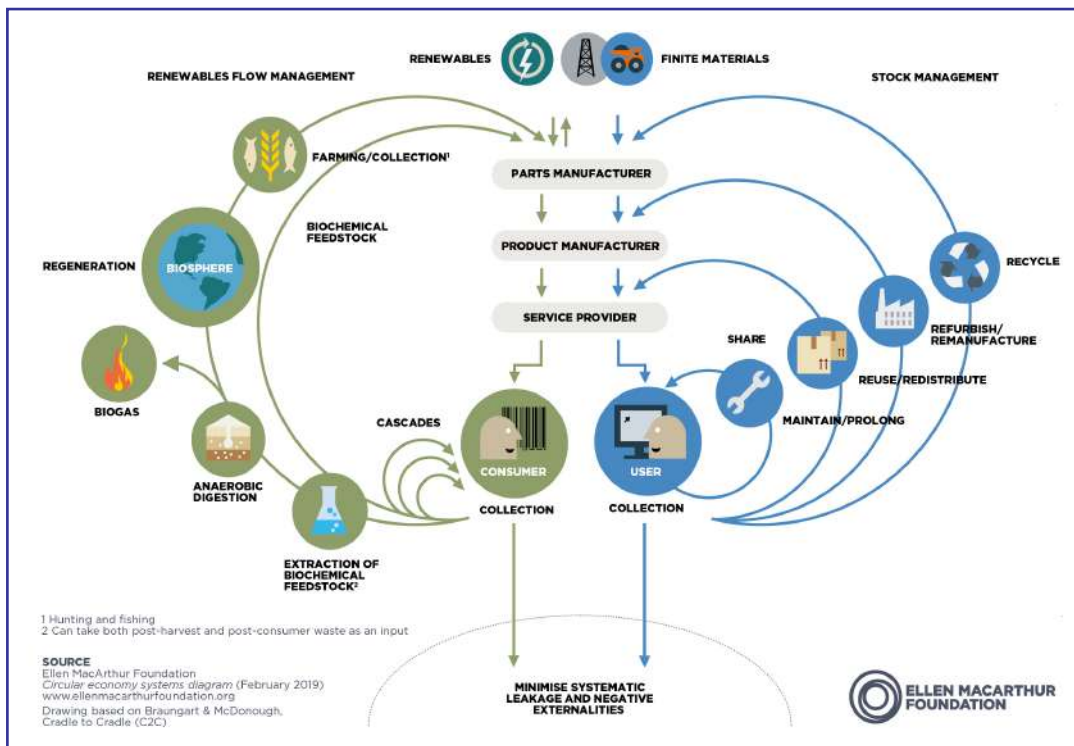 RENEWABLES
FINITE MATERIALS
RENEWABLES FLOW MANAGEMENT
STOCK MANAGEMENT
FARMING/COLLECTION¹
PARTS MANUFACTURER
BIOCHEMICAL
FEEDSTOCK
PRODUCT MANUFACTURER
REGENERATION
BIOSPHERE
RECYCLE
SERVICE PROVIDER
SHARE
REFURBISH/
REMANUFACTURE
REUSE/REDISTRIBUTE
BIOGAS
MAINTAIN/PROLONG
CASCADES
CONSUMER
USER
ANAEROBIC
DIGESTION
COLLECTION
COLLECTION
EXTRACTION OF
BIOCHEMICAL
FEEDSTOCK²
1 Hunting and fishing
2 Can take both post-harvest and post-consumer waste as an input
SOURCE
Ellen MacArthur Foundation
Circular economy systems diagram (February 2019)
www.ellenmacarthurfoundation.org
Drawing based on Braungart & McDonough,
Cradle to Cradle (C2C)
MINIMISE SYSTEMATIC
LEAKAGE AND NEGATIVE
EXTERNALITIES
ELLEN MACARTHUR
FOUNDATION